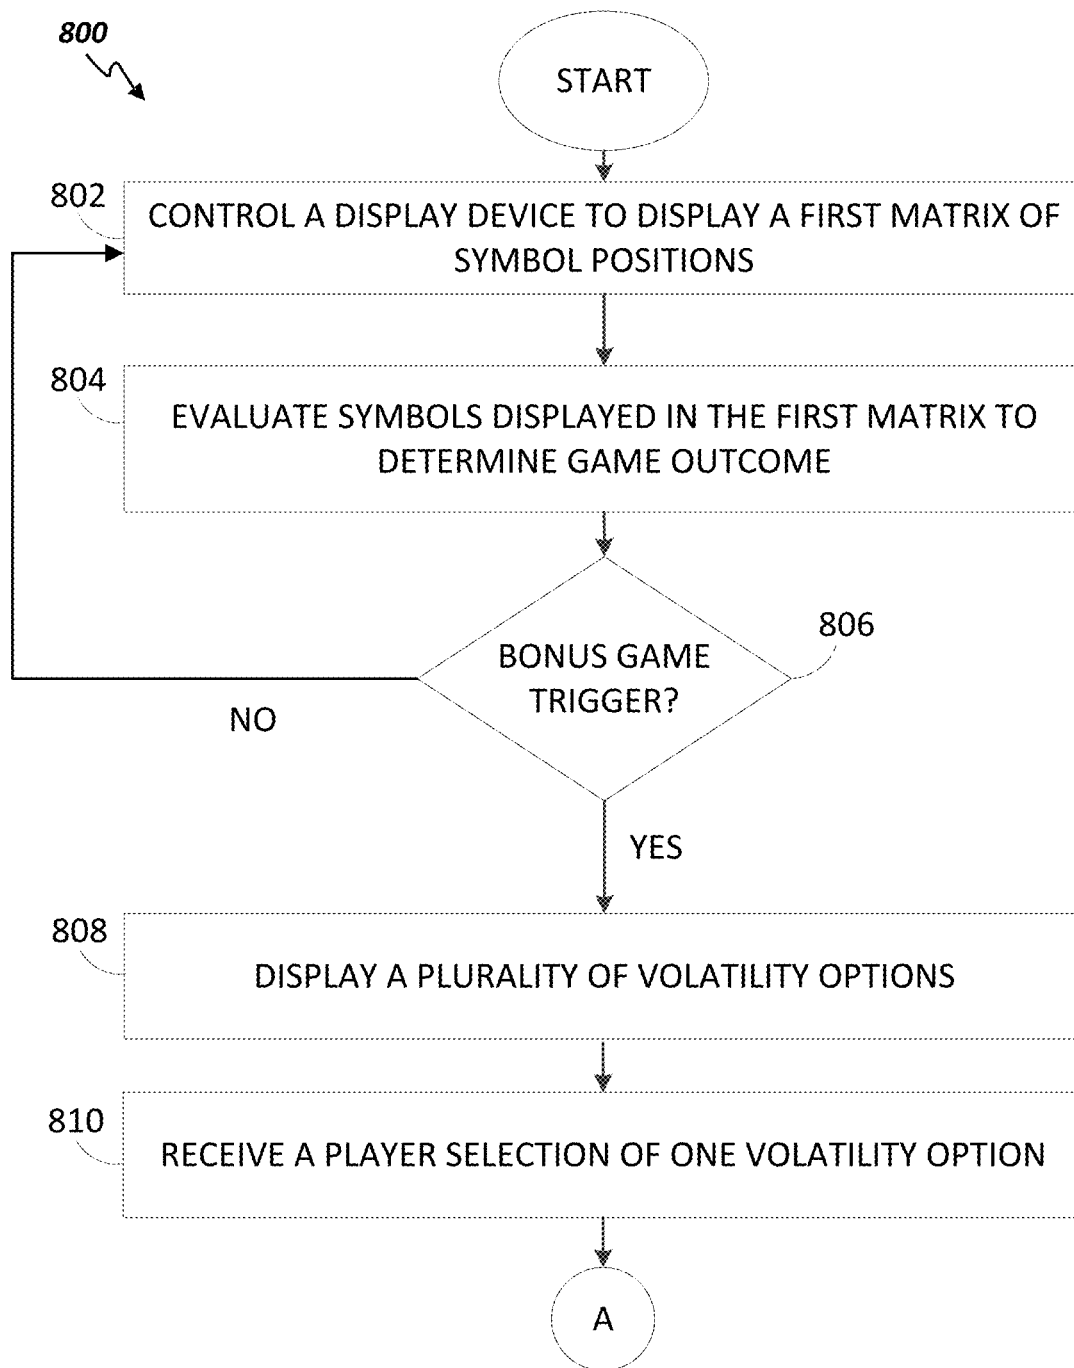 800
START
802
CONTROL A DISPLAY DEVICE TO DISPLAY A FIRST MATRIX OF
SYMBOL POSITIONS
804
EVALUATE SYMBOLS DISPLAYED IN THE FIRST MATRIX TO
DETERMINE GAME OUTCOME
806
BONUS GAME
TRIGGER?
NO
YES
808
DISPLAY A PLURALITY OF VOLATILITY OPTIONS
810
RECEIVE A PLAYER SELECTION OF ONE VOLATILITY OPTION
A